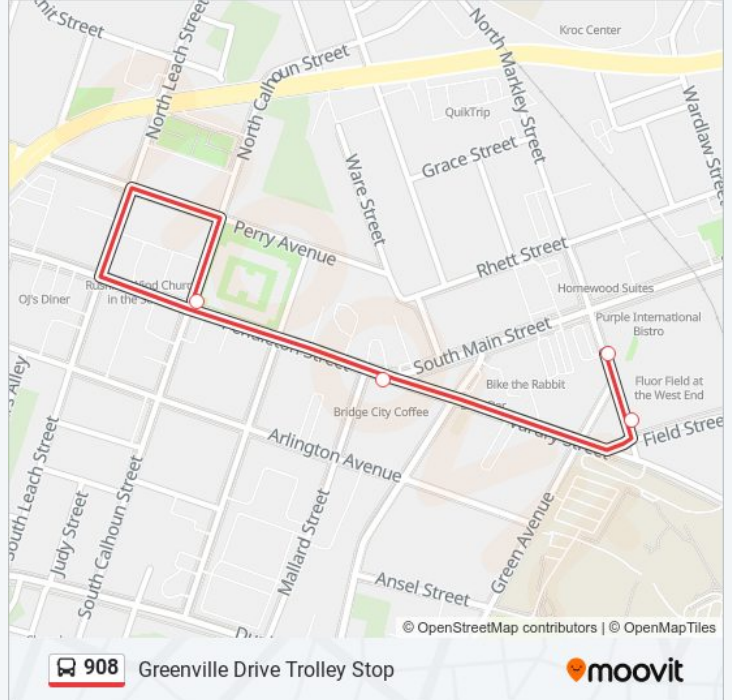 Kroc Center
North Leach Street
North Calhoun Street
North Markley Street
QuikTrip
Wardlaw Street
Grace Street
Ware Street
Perry Avenue
Rhett Street
Homewood Suites
OJ's Diner
in the
Purple International
Bistro
South Main Street
Pendleton Street
Bike the Rabbit
Fluor Field at
the West End
Bridge City Coffee
Field Stree
Arlington Avenue
South Leach Street
Judy Street
South Calhoun Street
Mallard Street
Green Avenue
Ansel Street
© OpenStreetMap contributors | © OpenMapTiles
908 Greenville Drive Trolley Stop moovit